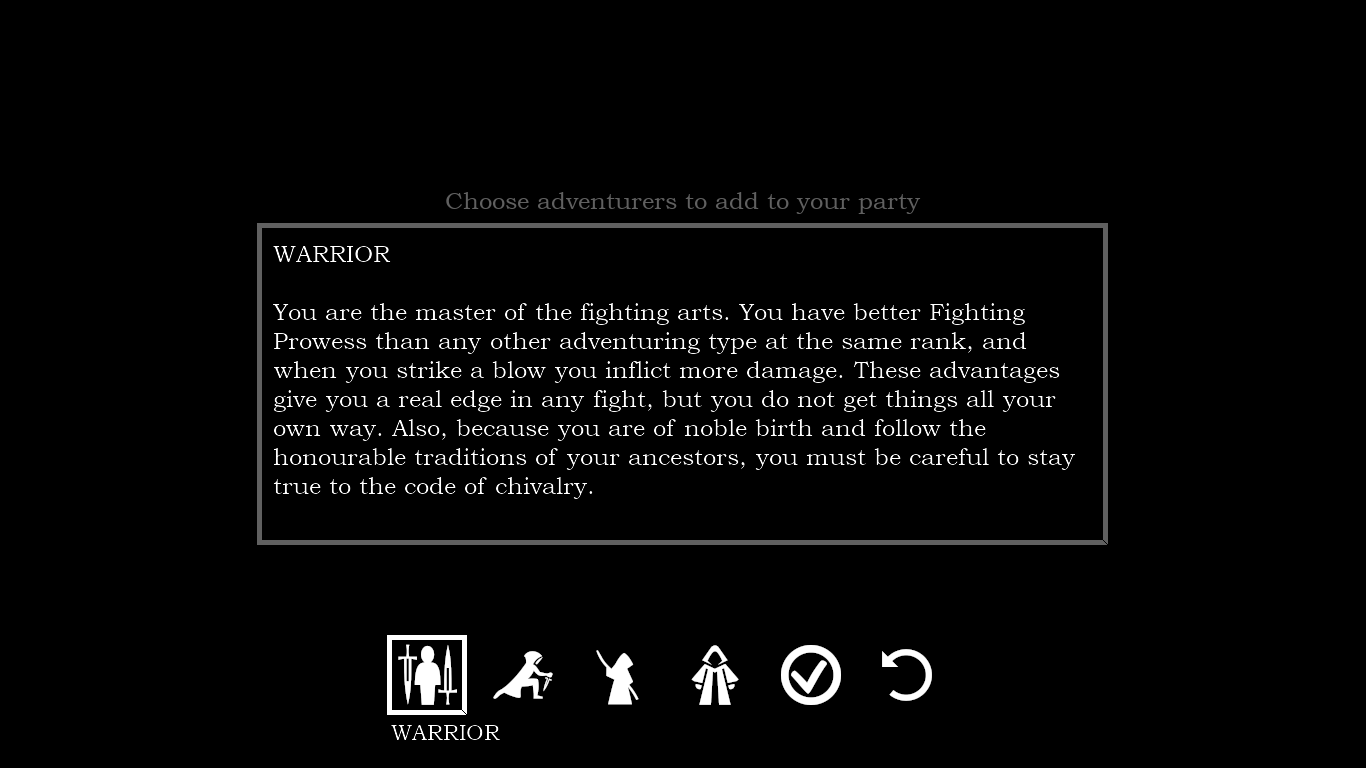 Choose adventurers to add to your party
WARRIOR
You are the master of the fighting arts. You have better Fighting
Prowess than any other adventuring type at the same rank, and
when you strike a blow you inflict more damage. These advantages
give you a real edge in any fight, but you do not get things all your
own way. Also, because you are of noble birth and follow the
honourable traditions of your ancestors, you must be careful to stay
true to the code of chivalry.
WARRIOR